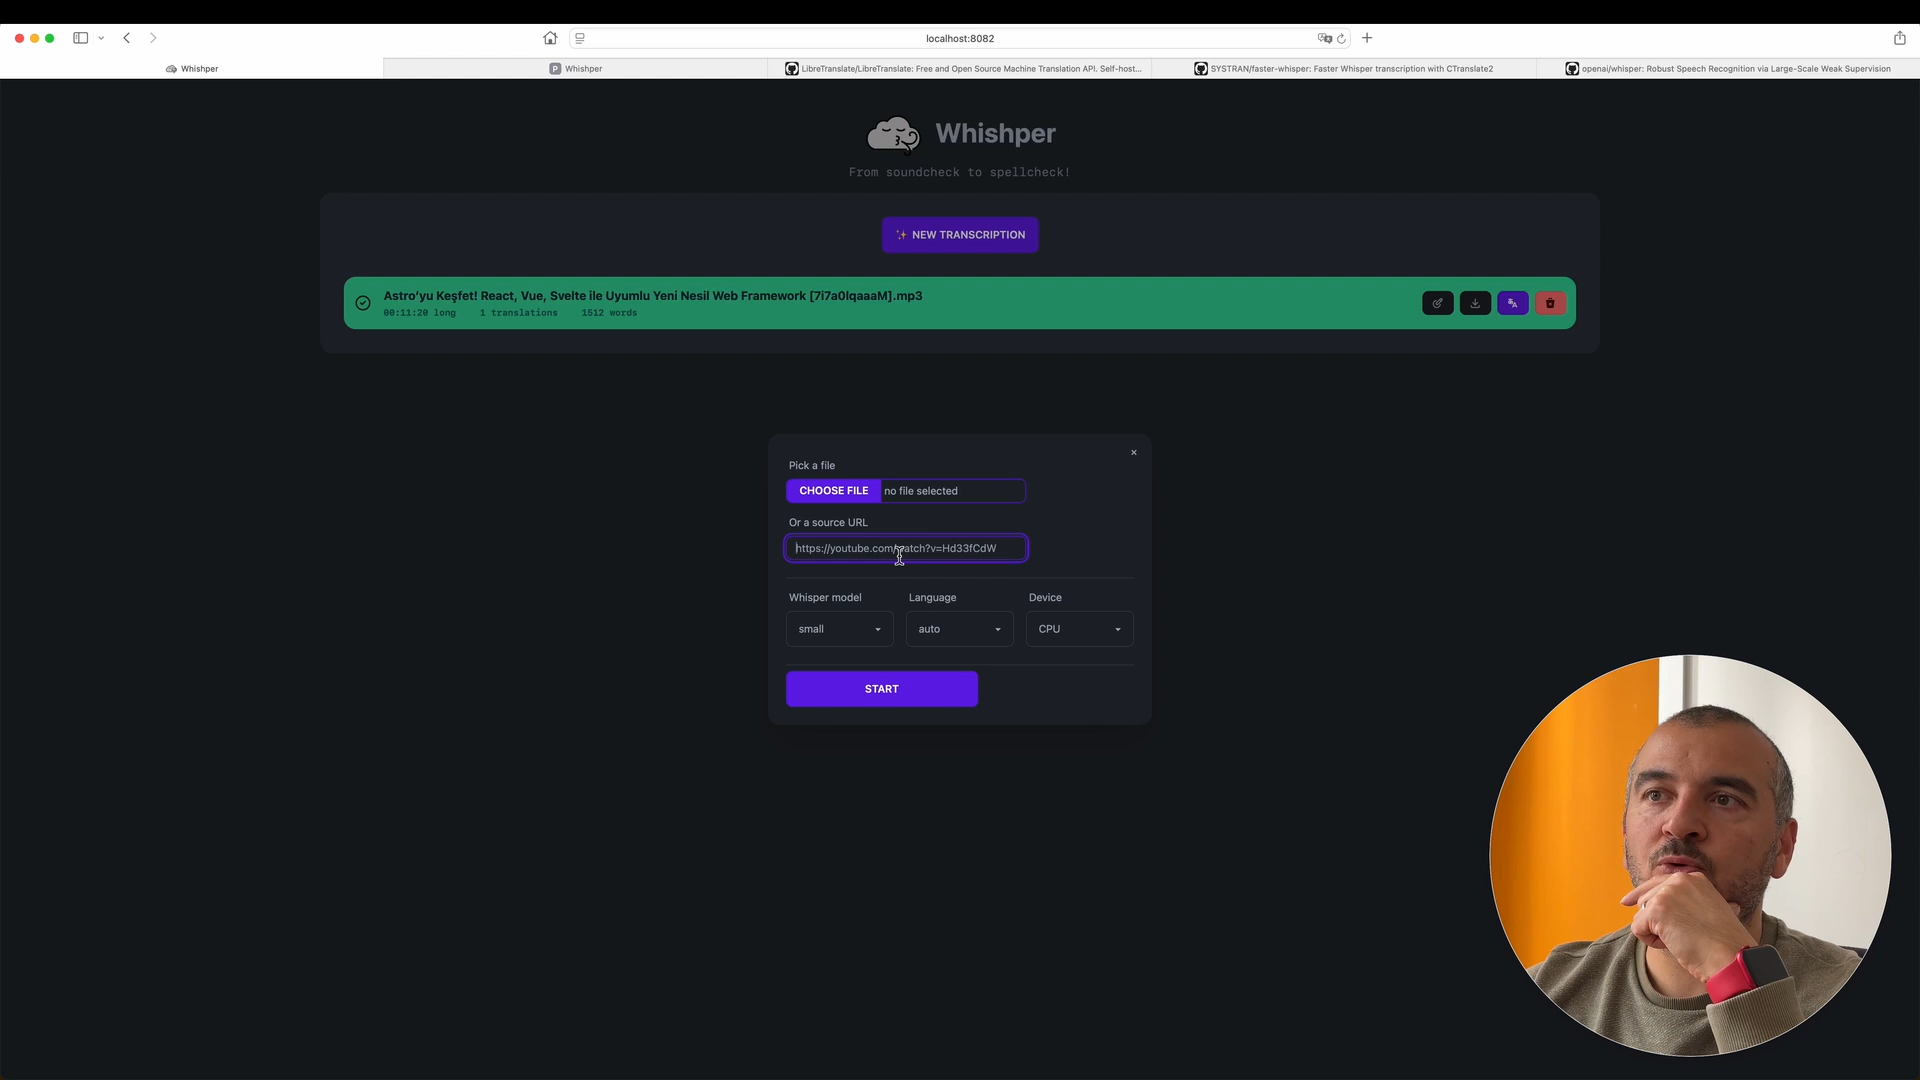 localhost:8082
Whishper
Whishper
LibreTranslate/LibreTranslate: Free and Open Source Machine Translation API. Self-host...
SYSTRAN/faster-whisper: Faster Whisper transcription with CTranslate2
openai/whisper: Robust Speech Recognition via Large-Scale Weak Supervision
Whishper
From soundcheck to spellcheck!
✨ NEW TRANSCRIPTION
Astro'yu Keşfet! React, Vue, Svelte ile Uyumlu Yeni Nesil Web Framework [7i7a0lqaaaM].mp3
00:11:20 long 1 translations 1512 words
Pick a file
CHOOSE FILE no file selected
Or a source URL
https://youtube.com/watch?v=Hd33fCdW
Whisper model Language Device
small auto CPU
START